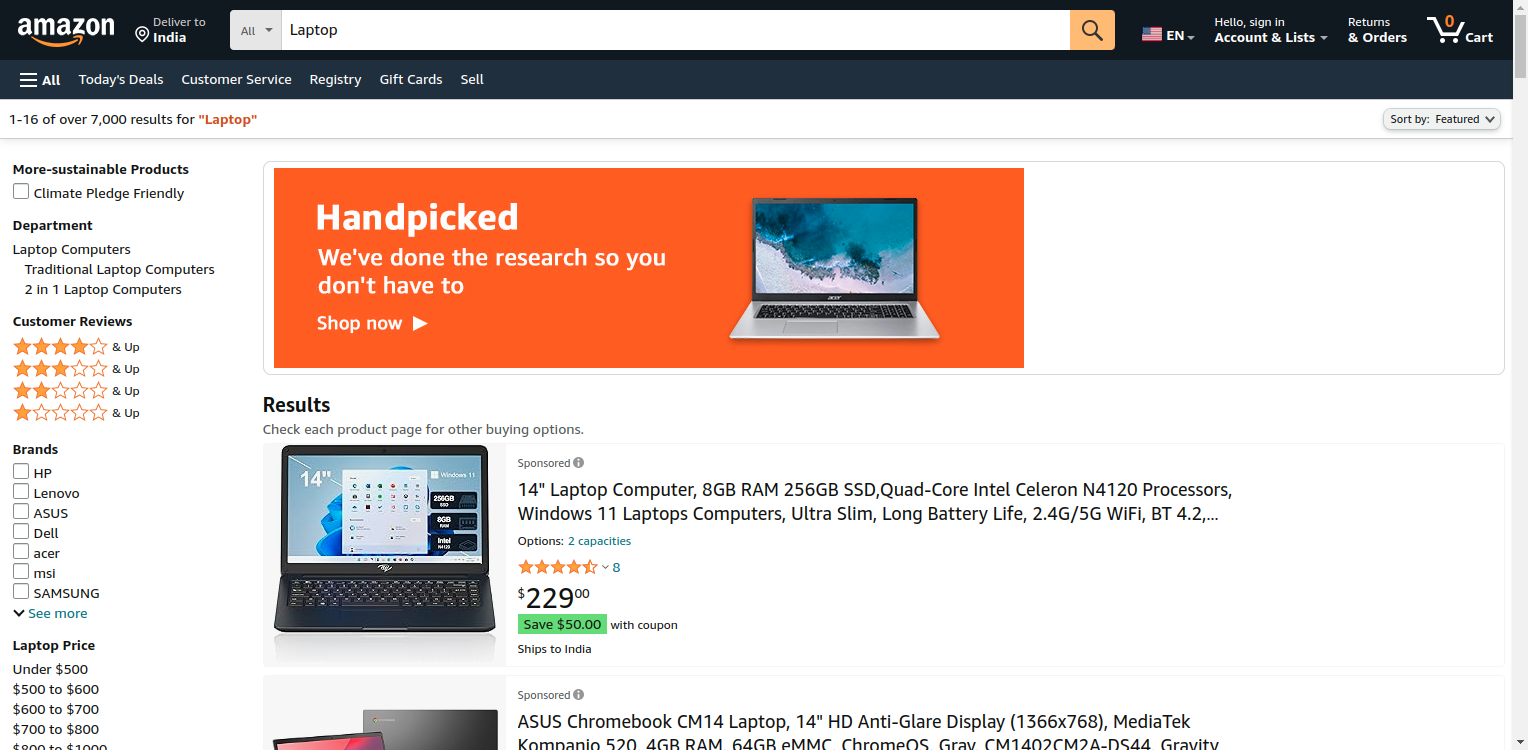 amazon
Deliver to
India
All
Laptop
EN
Hello, sign in
Account & Lists
Returns
& Orders
0
Cart
All
Today's Deals
Customer Service
Registry
Gift Cards
Sell
1-16 of over 7,000 results for "Laptop"
Sort by: Featured
More-sustainable Products
Climate Pledge Friendly
Department
Laptop Computers
Traditional Laptop Computers
2 in 1 Laptop Computers
Customer Reviews
& Up
& Up
& Up
& Up
Brands
HP
Lenovo
ASUS
Dell
acer
msi
SAMSUNG
See more
Laptop Price
Under $500
$500 to $600
$600 to $700
$700 to $800
$800 to $1000
Handpicked
We've done the research so you
don't have to
Shop now
acer
Results
Check each product page for other buying options.
14"
Windows 11
256GB
SSD
8GB
RAM
Intel
N4120
Sponsored
14" Laptop Computer, 8GB RAM 256GB SSD,Quad-Core Intel Celeron N4120 Processors,
Windows 11 Laptops Computers, Ultra Slim, Long Battery Life, 2.4G/5G WiFi, BT 4.2,...
Options: 2 capacities
8
$22900
Save $50.00 with coupon
Ships to India
Sponsored
ASUS Chromebook CM14 Laptop, 14" HD Anti-Glare Display (1366x768), MediaTek
Kompanio 520, 4GB RAM, 64GB eMMC, ChromeOS, Gray, CM1402CM2A-DS44, Gravity